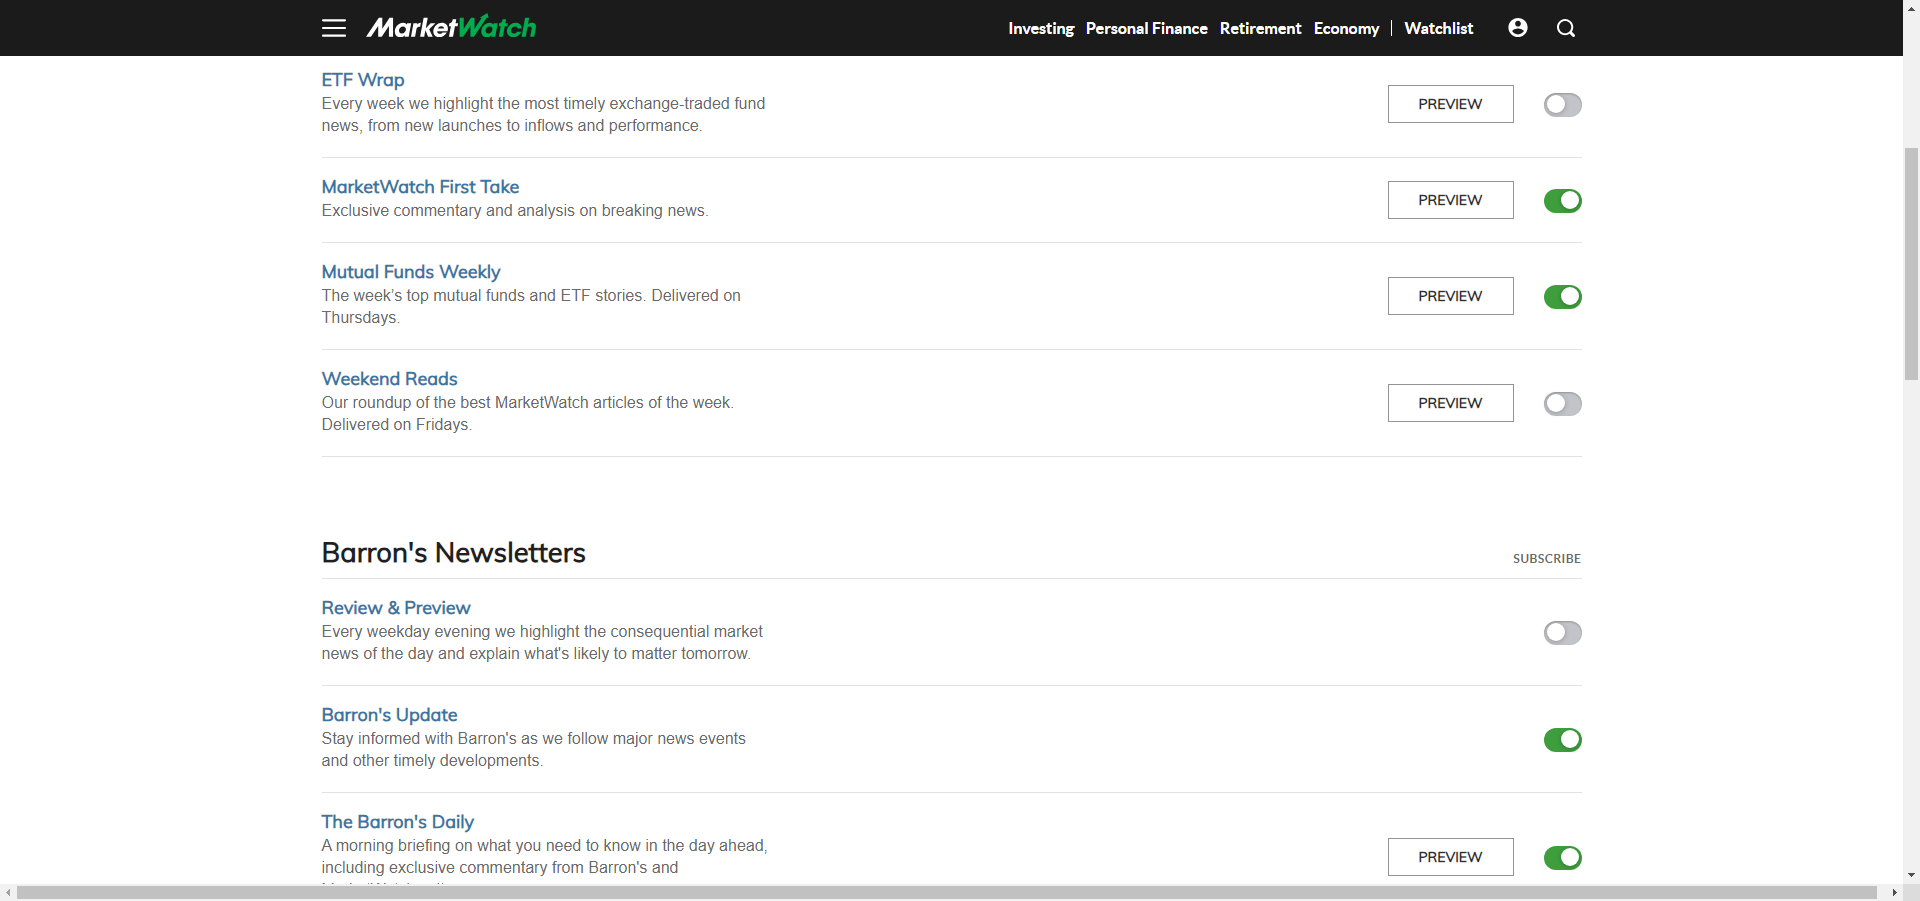 MarketWatch
Investing Personal Finance Retirement Economy | Watchlist
ETF Wrap
Every week we highlight the most timely exchange-traded fund
news, from new launches to inflows and performance.
PREVIEW
MarketWatch First Take
Exclusive commentary and analysis on breaking news.
PREVIEW
Mutual Funds Weekly
The week's top mutual funds and ETF stories. Delivered on
Thursdays.
PREVIEW
Weekend Reads
Our roundup of the best MarketWatch articles of the week.
Delivered on Fridays.
PREVIEW
Barron's Newsletters
SUBSCRIBE
Review & Preview
Every weekday evening we highlight the consequential market
news of the day and explain what's likely to matter tomorrow.
Barron's Update
Stay informed with Barron's as we follow major news events
and other timely developments.
The Barron's Daily
A morning briefing on what you need to know in the day ahead,
including exclusive commentary from Barron's and
PREVIEW